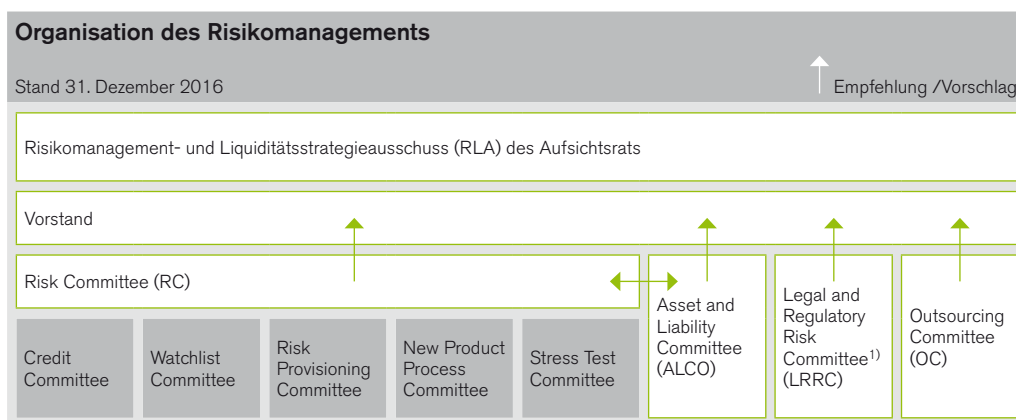 Organisation des Risikomanagements
Stand 31. Dezember 2016
Empfehlung /Vorschlag
Risikomanagement- und Liquiditätsstrategieausschuss (RLA) des Aufsichtsrats
Vorstand
Risk Committee (RC)
Credit
Committee
Watchlist
Committee
Risk
Provisioning
Committee
New Product
Process
Committee
Stress Test
Committee
Asset and
Liability
Committee
(ALCO)
Legal and
Regulatory
Risk
Committee1)
(LRRC)
Outsourcing
Committee
(OC)